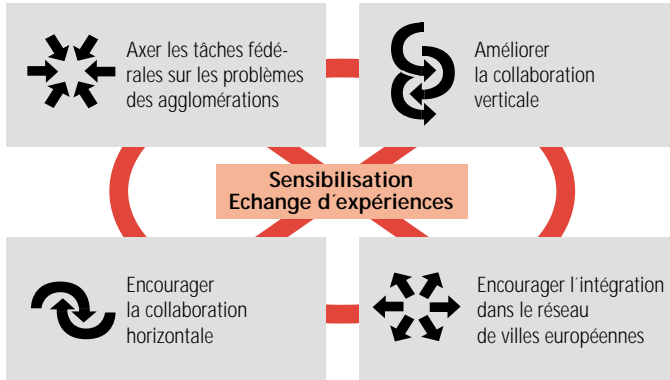 Axer les tâches fédé-
rales sur les problèmes
des agglomérations
Améliorer
la collaboration
verticale
Sensibilisation
Echange d´expériences
Encourager
la collaboration
horizontale
Encourager l´intégration
dans le réseau
de villes européennes